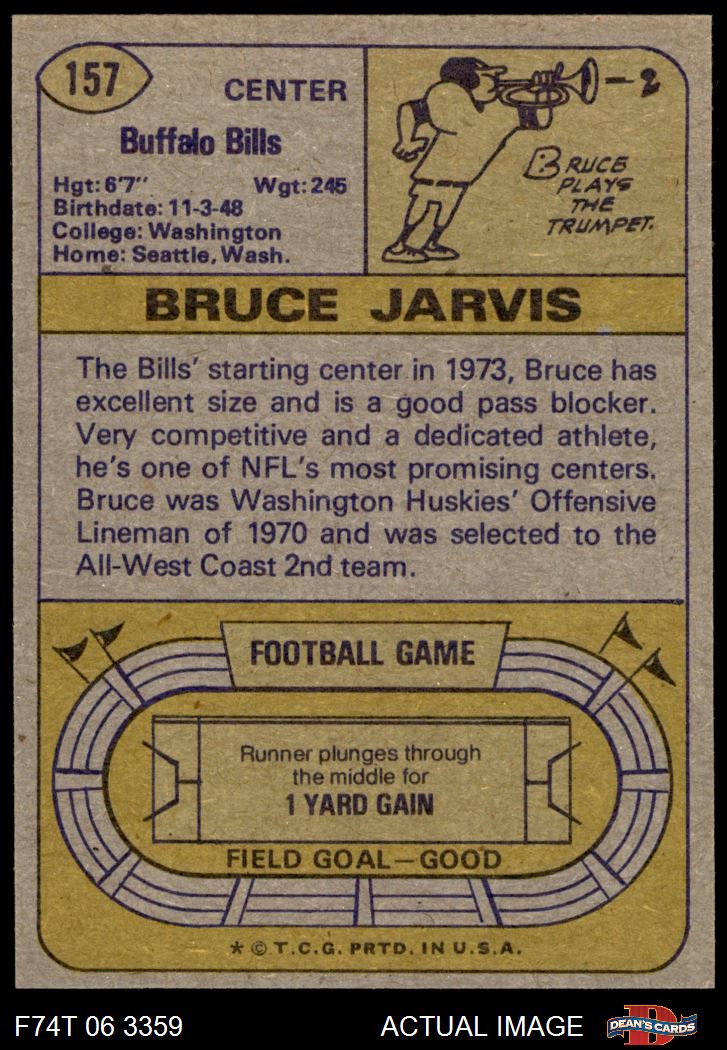 157
CENTER
Buffalo Bills
Hgt: 6'7" Wgt: 245
Birthdate: 11-3-48
College: Washington
Home: Seattle, Wash.
BRUCE
PLAYS
THE
TRUMPET.
BRUCE JARVIS
The Bills' starting center in 1973, Bruce has
excellent size and is a good pass blocker.
Very competitive and a dedicated athlete,
he's one of NFL's most promising centers.
Bruce was Washington Huskies' Offensive
Lineman of 1970 and was selected to the
All-West Coast 2nd team.
FOOTBALL GAME
Runner plunges through
the middle for
1 YARD GAIN
FIELD GOAL—GOOD
* © T.C.G. PRTD. IN U.S.A.
F74T 06 3359 ACTUAL IMAGE
D
DEAN'S CARDS